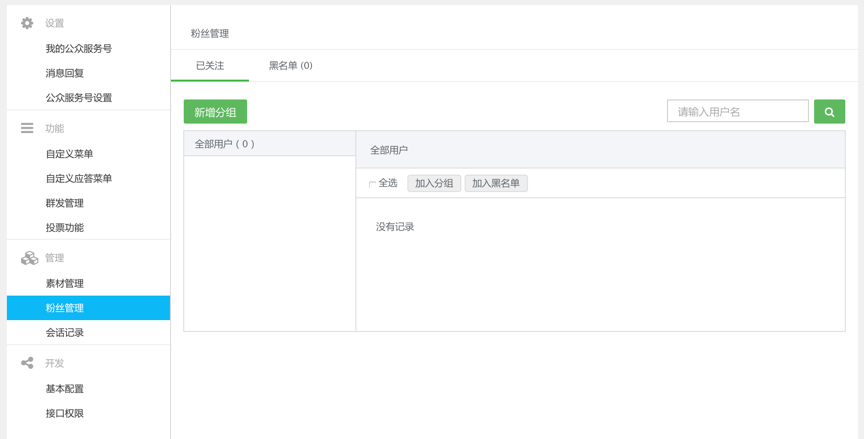 设置
我的公众服务号
消息回复
公众服务号设置
功能
自定义菜单
自定义应答菜单
群发管理
投票功能
管理
素材管理
粉丝管理
会话记录
开发
基本配置
接口权限
粉丝管理
已关注 黑名单 (0)
新增分组 请输入用户名
全部用户 ( 0 )
全部用户
全选 加入分组 加入黑名单
没有记录